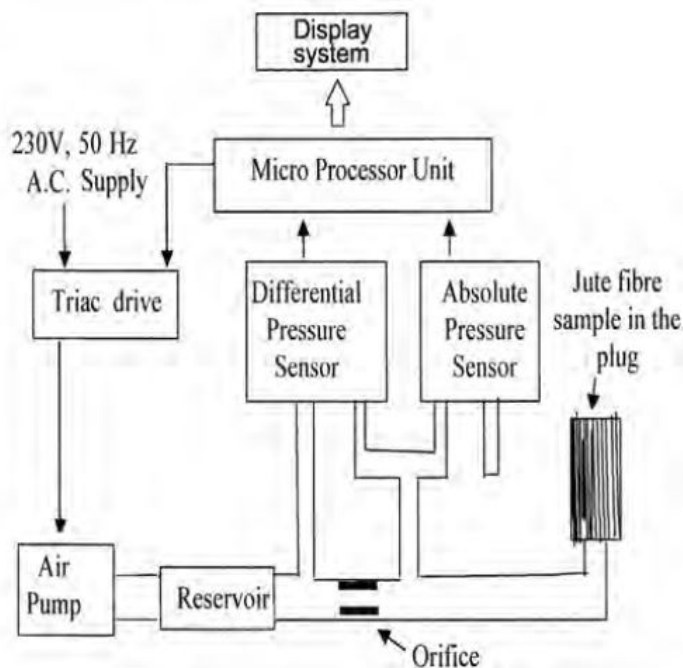 Display
system
230V, 50 Hz
A.C. Supply
Micro Processor Unit
Triac drive
Differential
Pressure
Sensor
Absolute
Pressure
Sensor
Jute fibre
sample in the
plug
Air
Pump
Reservoir
Orifice